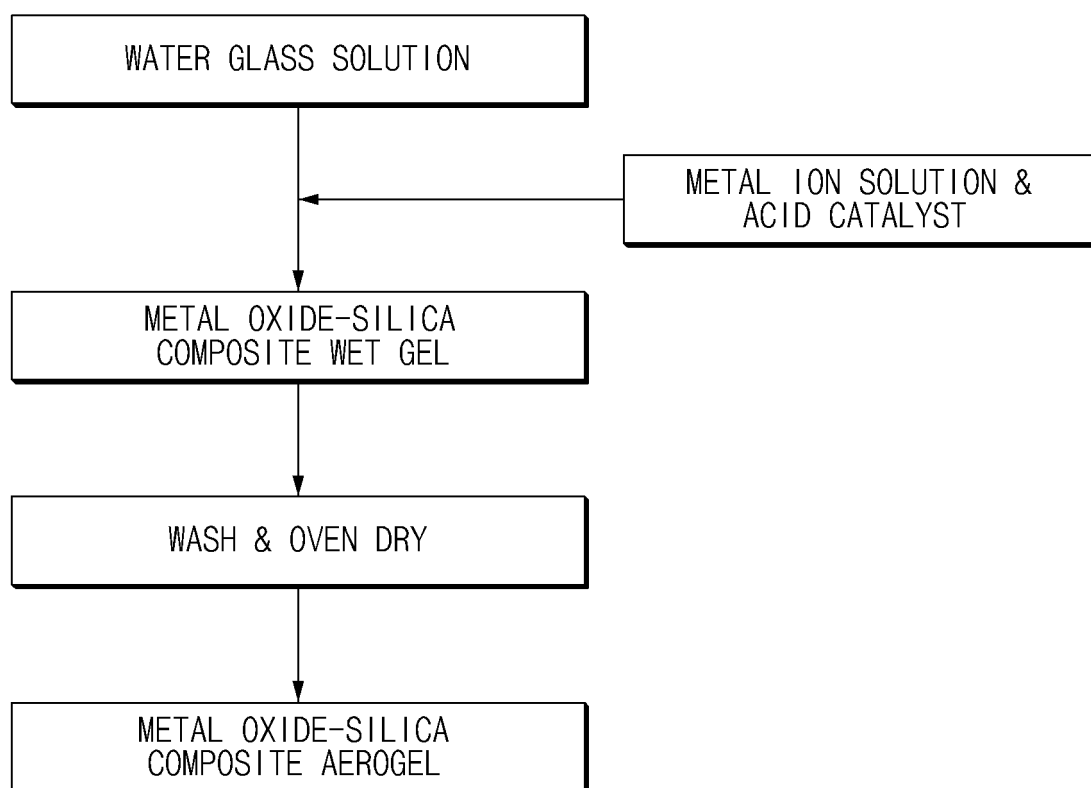 WATER GLASS SOLUTION
METAL ION SOLUTION &
ACID CATALYST
METAL OXIDE-SILICA
COMPOSITE WET GEL
WASH & OVEN DRY
METAL OXIDE-SILICA
COMPOSITE AEROGEL